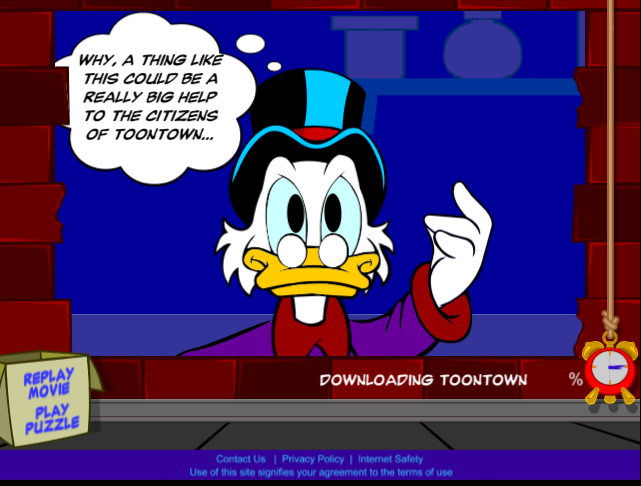 WHY, A THING LIKE
THIS COULD BE A
REALLY BIG HELP
TO THE CITIZENS
OF TOONTOWN...
DOWNLOADING TOONTOWN %
REPLAY
MOVIE
PLAY
PUZZLE
Contact Us | Privacy Policy | Internet Safety
Use of this site signifies your agreement to the terms of use